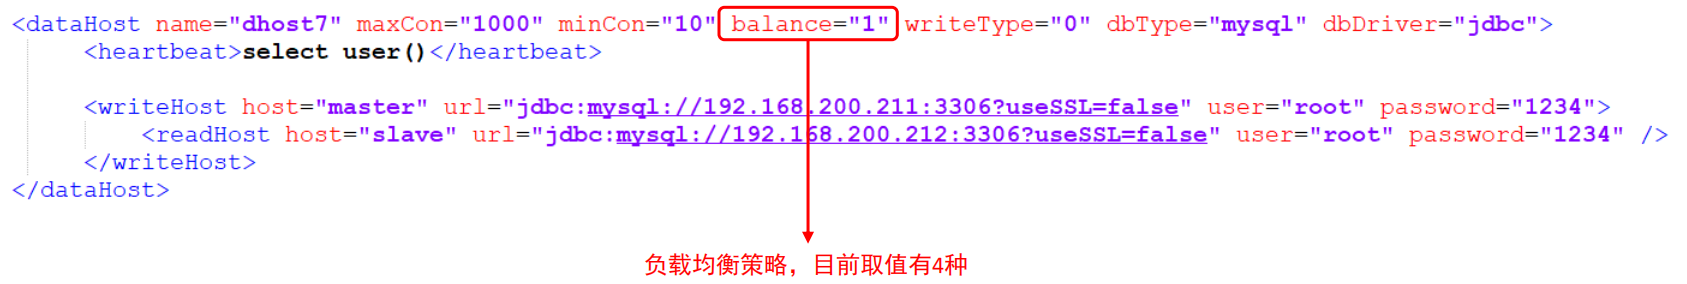 <dataHost name="dhost7" maxCon="1000" minCon="10" balance="1" writeType="0" dbType="mysql" dbDriver="jdbc">
<heartbeat>select user()</heartbeat>
<writeHost host="master" url="jdbc:mysql://192.168.200.211:3306?useSSL=false" user="root" password="1234">
<readHost host="slave" url="jdbc:mysql://192.168.200.212:3306?useSSL=false" user="root" password="1234" />
</writeHost>
</dataHost>
负载均衡策略，目前取值有4种